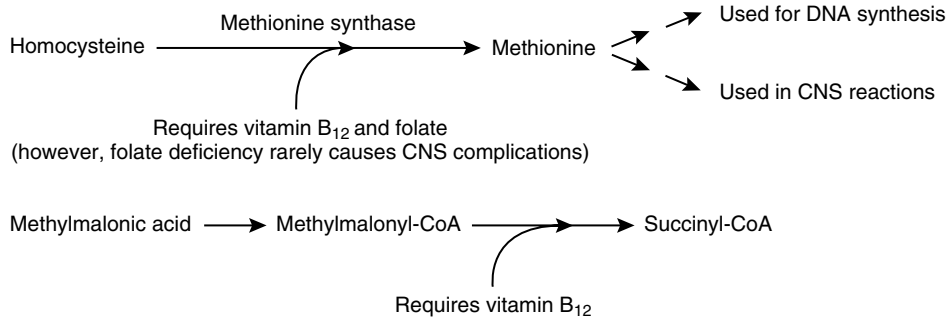 Used for DNA synthesis
Methionine synthase
Homocysteine
Methionine
Used in CNS reactions
Requires vitamin B₁₂ and folate
(however, folate deficiency rarely causes CNS complications)
Methylmalonic acid
Methylmalonyl-CoA
Succinyl-CoA
Requires vitamin B₁₂